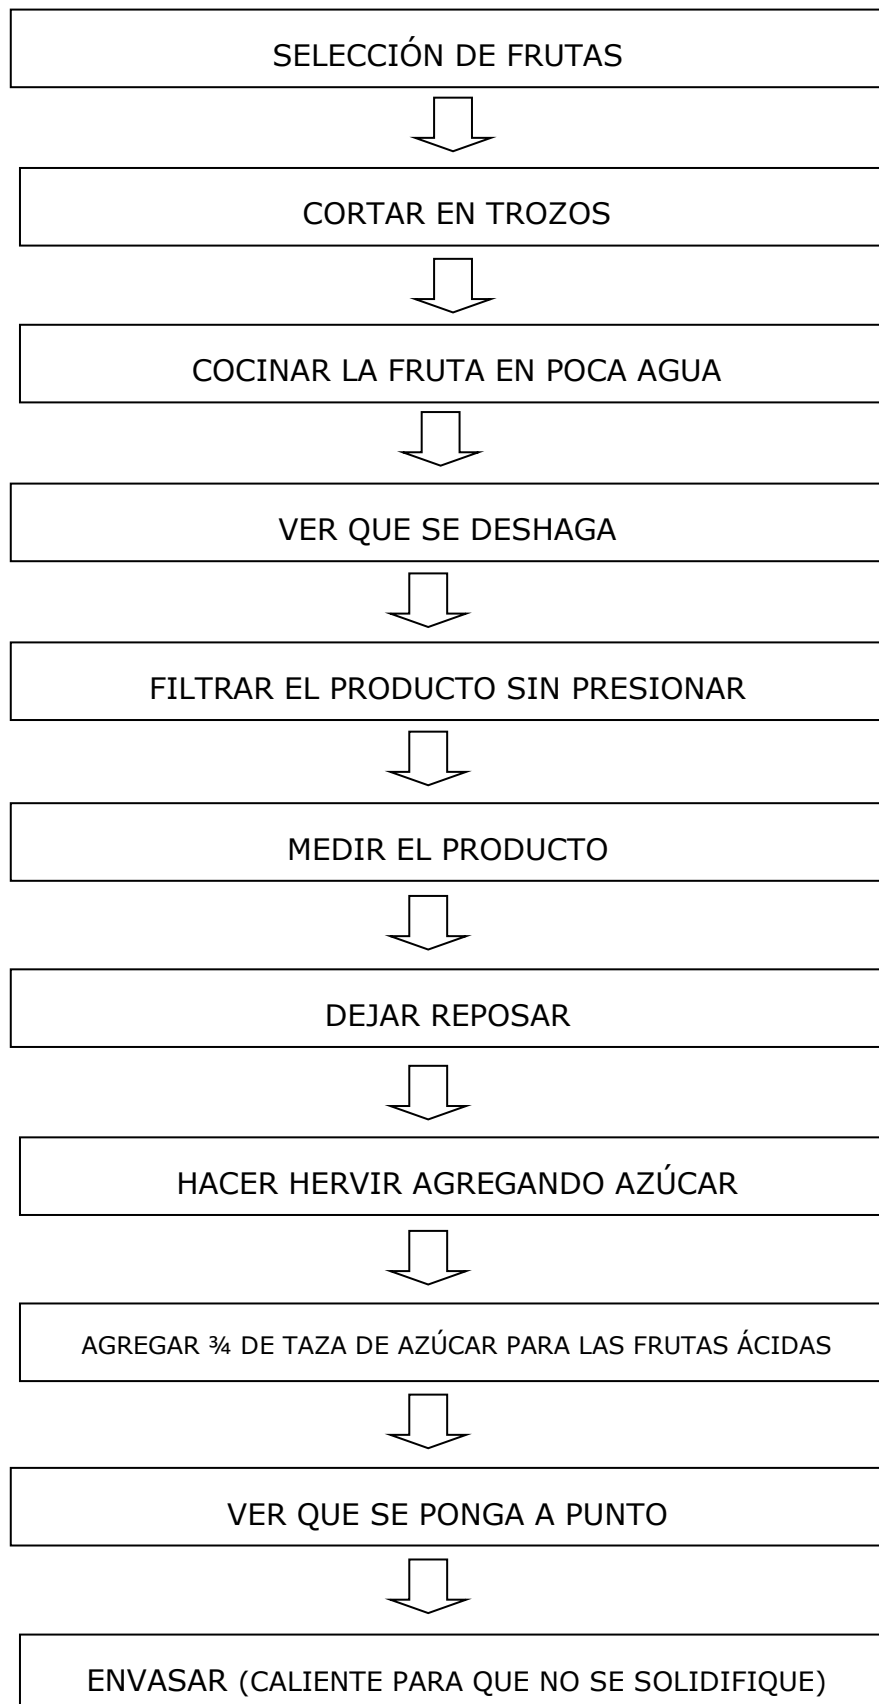 SELECCIÓN DE FRUTAS
CORTAR EN TROZOS
COCINAR LA FRUTA EN POCA AGUA
VER QUE SE DESHAGA
FILTRAR EL PRODUCTO SIN PRESIONAR
MEDIR EL PRODUCTO
DEJAR REPOSAR
HACER HERVIR AGREGANDO AZÚCAR
AGREGAR ¾ DE TAZA DE AZÚCAR PARA LAS FRUTAS ÁCIDAS
VER QUE SE PONGA A PUNTO
ENVASAR (CALIENTE PARA QUE NO SE SOLIDIFIQUE)